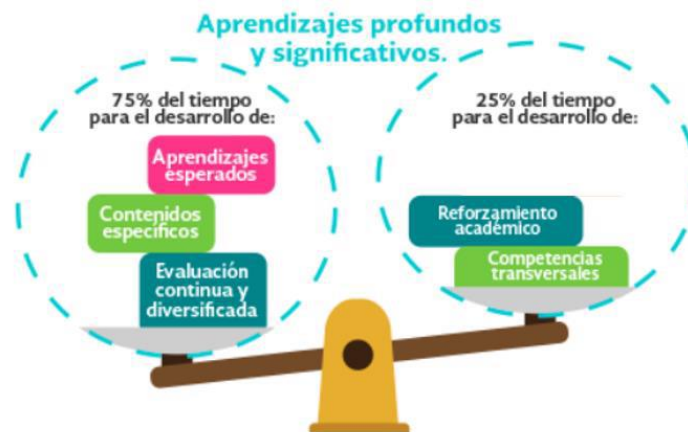 Aprendizajes profundos
y significativos.
75% del tiempo
para el desarrollo de:
Aprendizajes
esperados
Contenidos
específicos
Evaluación
continua y
diversificada
25% del tiempo
para el desarrollo de:
Reforzamiento
académico
Competencias
transversales